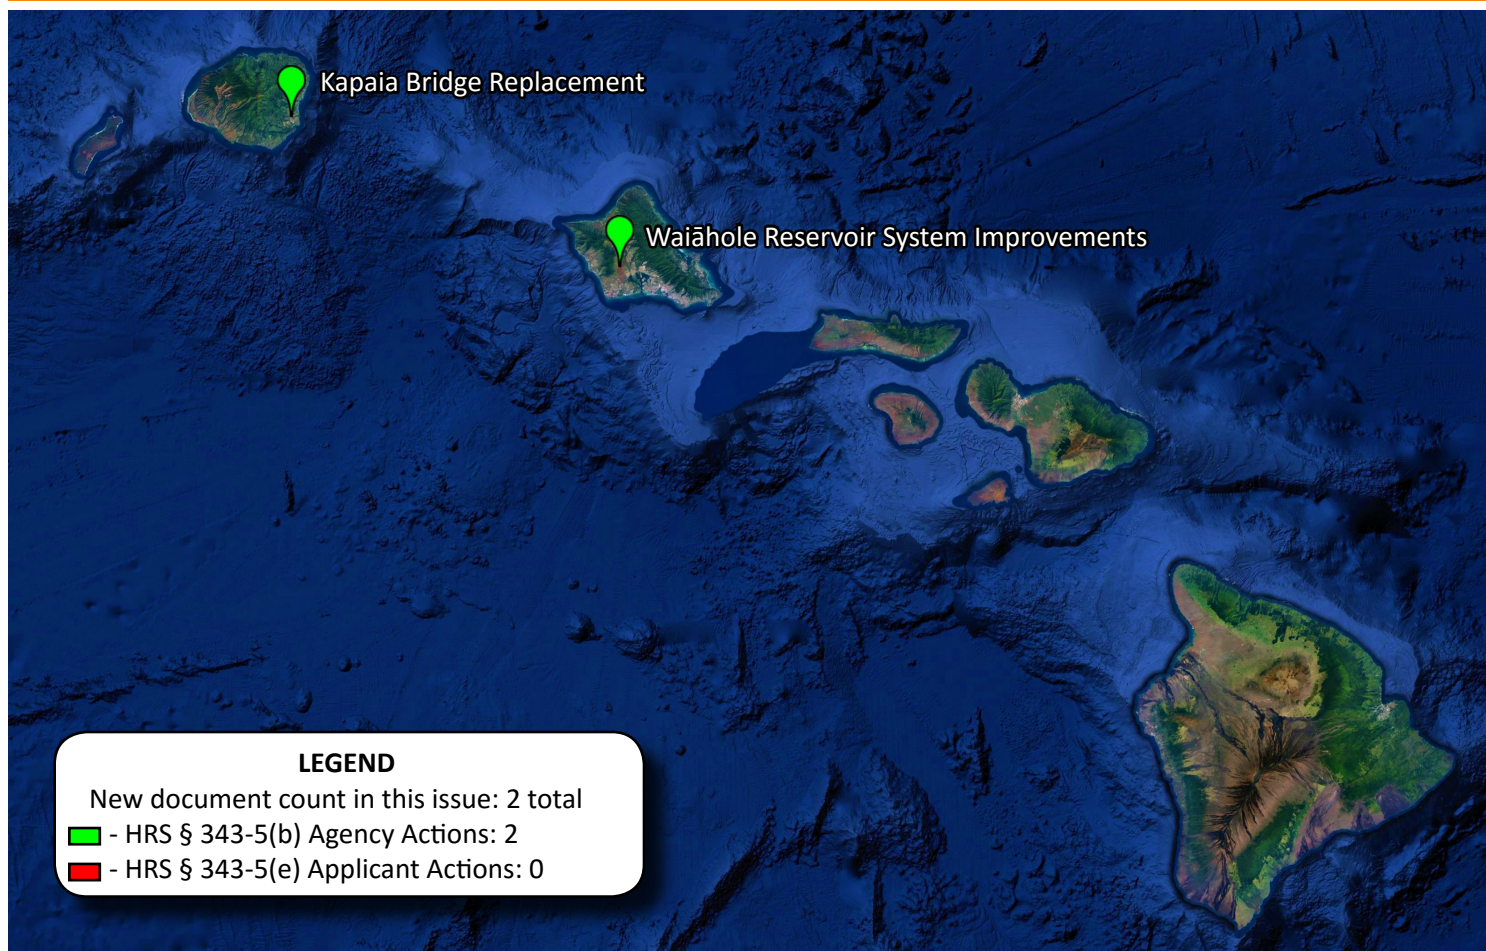 Kapaia Bridge Replacement
Waiāhole Reservoir System Improvements
LEGEND
New document count in this issue: 2 total
- HRS § 343-5(b) Agency Actions: 2
- HRS § 343-5(e) Applicant Actions: 0